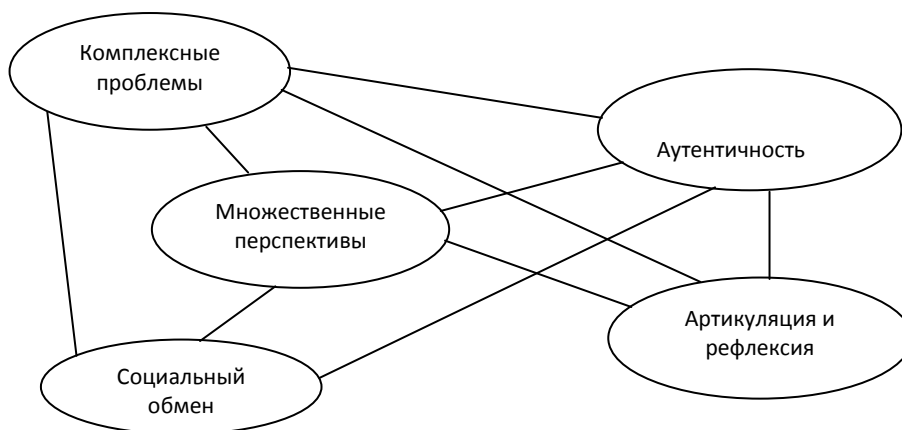 Комплексные
проблемы
Аутентичность
Множественные
перспективы
Артикуляция и
рефлексия
Социальный
обмен